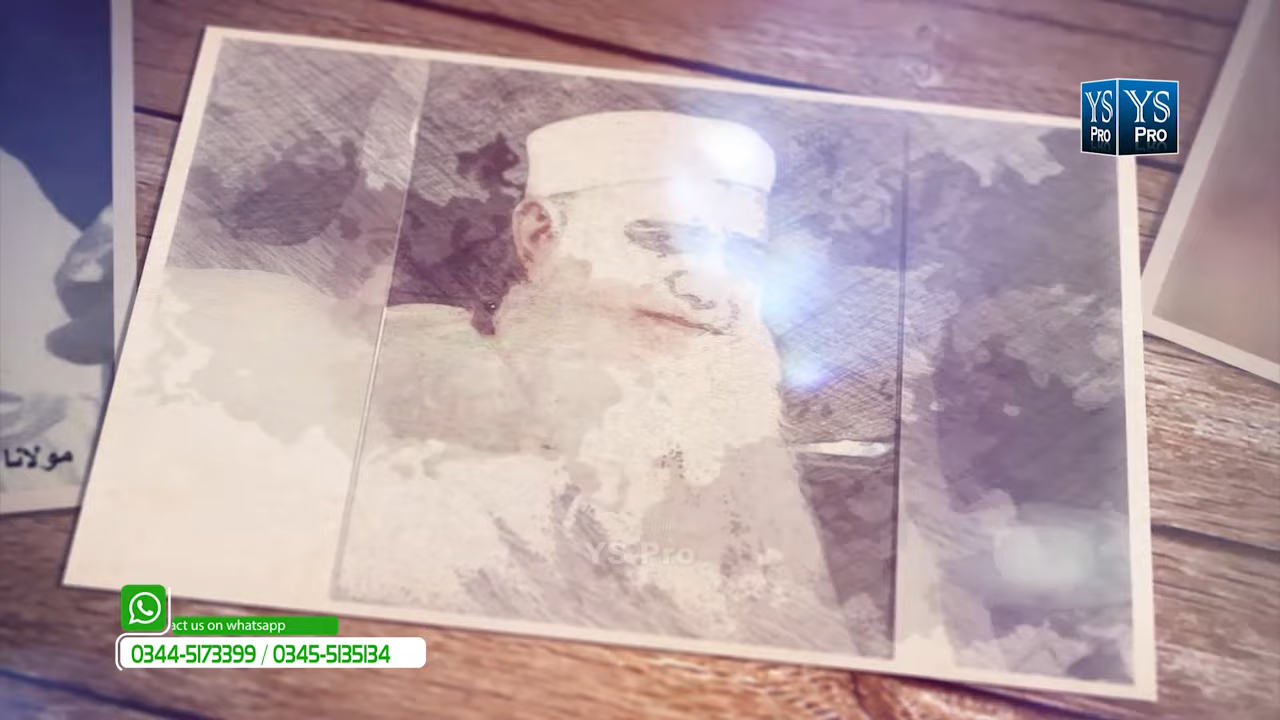 YS YS
Pro Pro
مولانا
YS Pro
act us on whatsapp
0344-5173399 / 0345-5135134